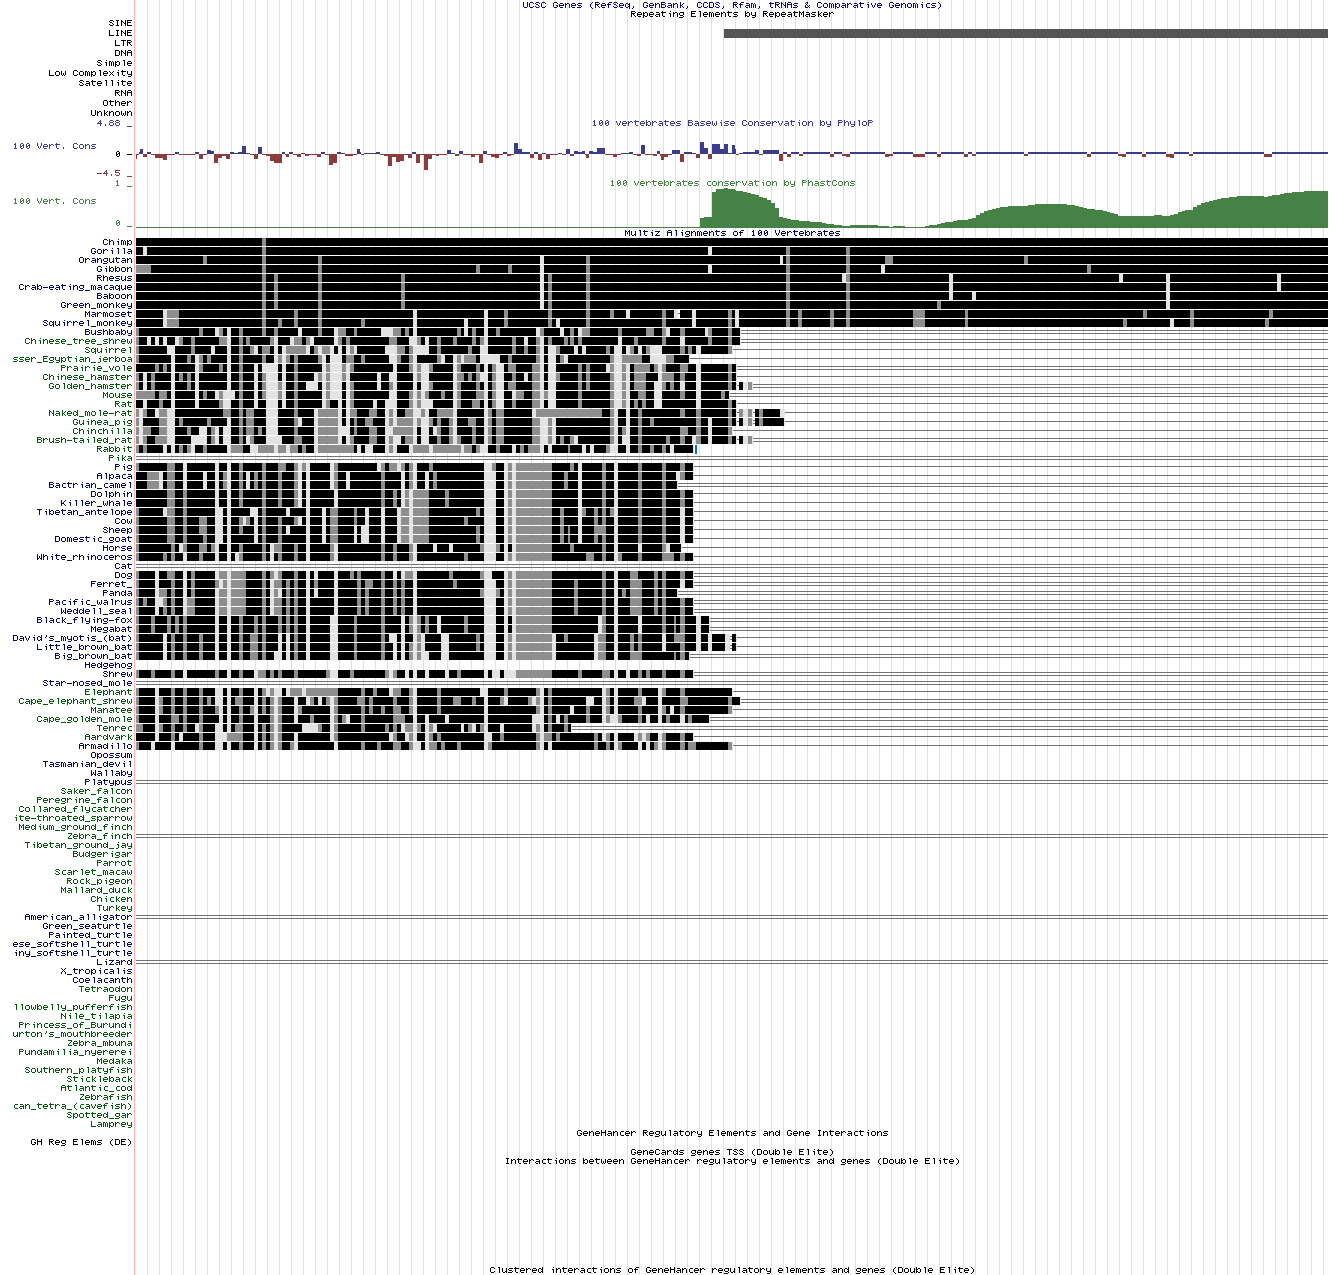 UCSC Genes (RefSeq, GenBank, CCDS, Rfam, tRNAs & Comparative Genomics)
Repeating Elements by RepeatMasker
SINE
LINE
LTR
DNA
Simple
Low Complexity
Satellite
RNA
Other
Unknown
100 vertebrates Basewise Conservation by PhyloP
4.88 _
100 Vert. Cons
0 _
-4.5 _
100 vertebrates conservation by PhastCons
1 _
100 Vert. Cons
0 _
Multiz Alignments of 100 Vertebrates
Chimp
Gorilla
Orangutan
Gibbon
Rhesus
Crab-eating_macaque
Baboon
Green_monkey
Marmoset
Squirrel_monkey
Bushbaby
Chinese_tree_shrew
Squirrel
sser_Egyptian_jerboa
Prairie_vole
Chinese_hamster
Golden_hamster
Mouse
Rat
Naked_mole-rat
Guinea_pig
Chinchilla
Brush-tailed_rat
Rabbit
Pika
Pig
Alpaca
Bactrian_camel
Dolphin
Killer_whale
Tibetan_antelope
Cow
Sheep
Domestic_goat
Horse
White_rhinoceros
Cat
Dog
Ferret_
Panda
Pacific_walrus
Weddell_seal
Black_flying-fox
Megabat
David's_myotis_(bat)
Little_brown_bat
Big_brown_bat
Hedgehog
Shrew
Star-nosed_mole
Elephant
Cape_elephant_shrew
Manatee
Cape_golden_mole
Tenrec
Aardvark
Armadillo
Opossum
Tasmanian_devil
Wallaby
Platypus
Saker_falcon
Peregrine_falcon
Collared_flycatcher
ite-throated_sparrow
Medium_ground_finch
Zebra_finch
Tibetan_ground_jay
Budgerigar
Parrot
Scarlet_macaw
Rock_pigeon
Mallard_duck
Chicken
Turkey
American_alligator
Green_seaturtle
Painted_turtle
ese_softshell_turtle
iny_softshell_turtle
Lizard
X_tropicalis
Coelacanth
Tetraodon
Fugu
llowbelly_pufferfish
Nile_tilapia
Princess_of_Burundi
urton's_mouthbreeder
Zebra_mbuna
Pundamilia_nyererei
Medaka
Southern_platyfish
Stickleback
Atlantic_cod
Zebrafish
can_tetra_(cavefish)
Spotted_gar
Lamprey
GeneHancer Regulatory Elements and Gene Interactions
GH Reg Elems (DE)
GeneCards genes TSS (Double Elite)
Interactions between GeneHancer regulatory elements and genes (Double Elite)
Clustered interactions of GeneHancer regulatory elements and genes (Double Elite)